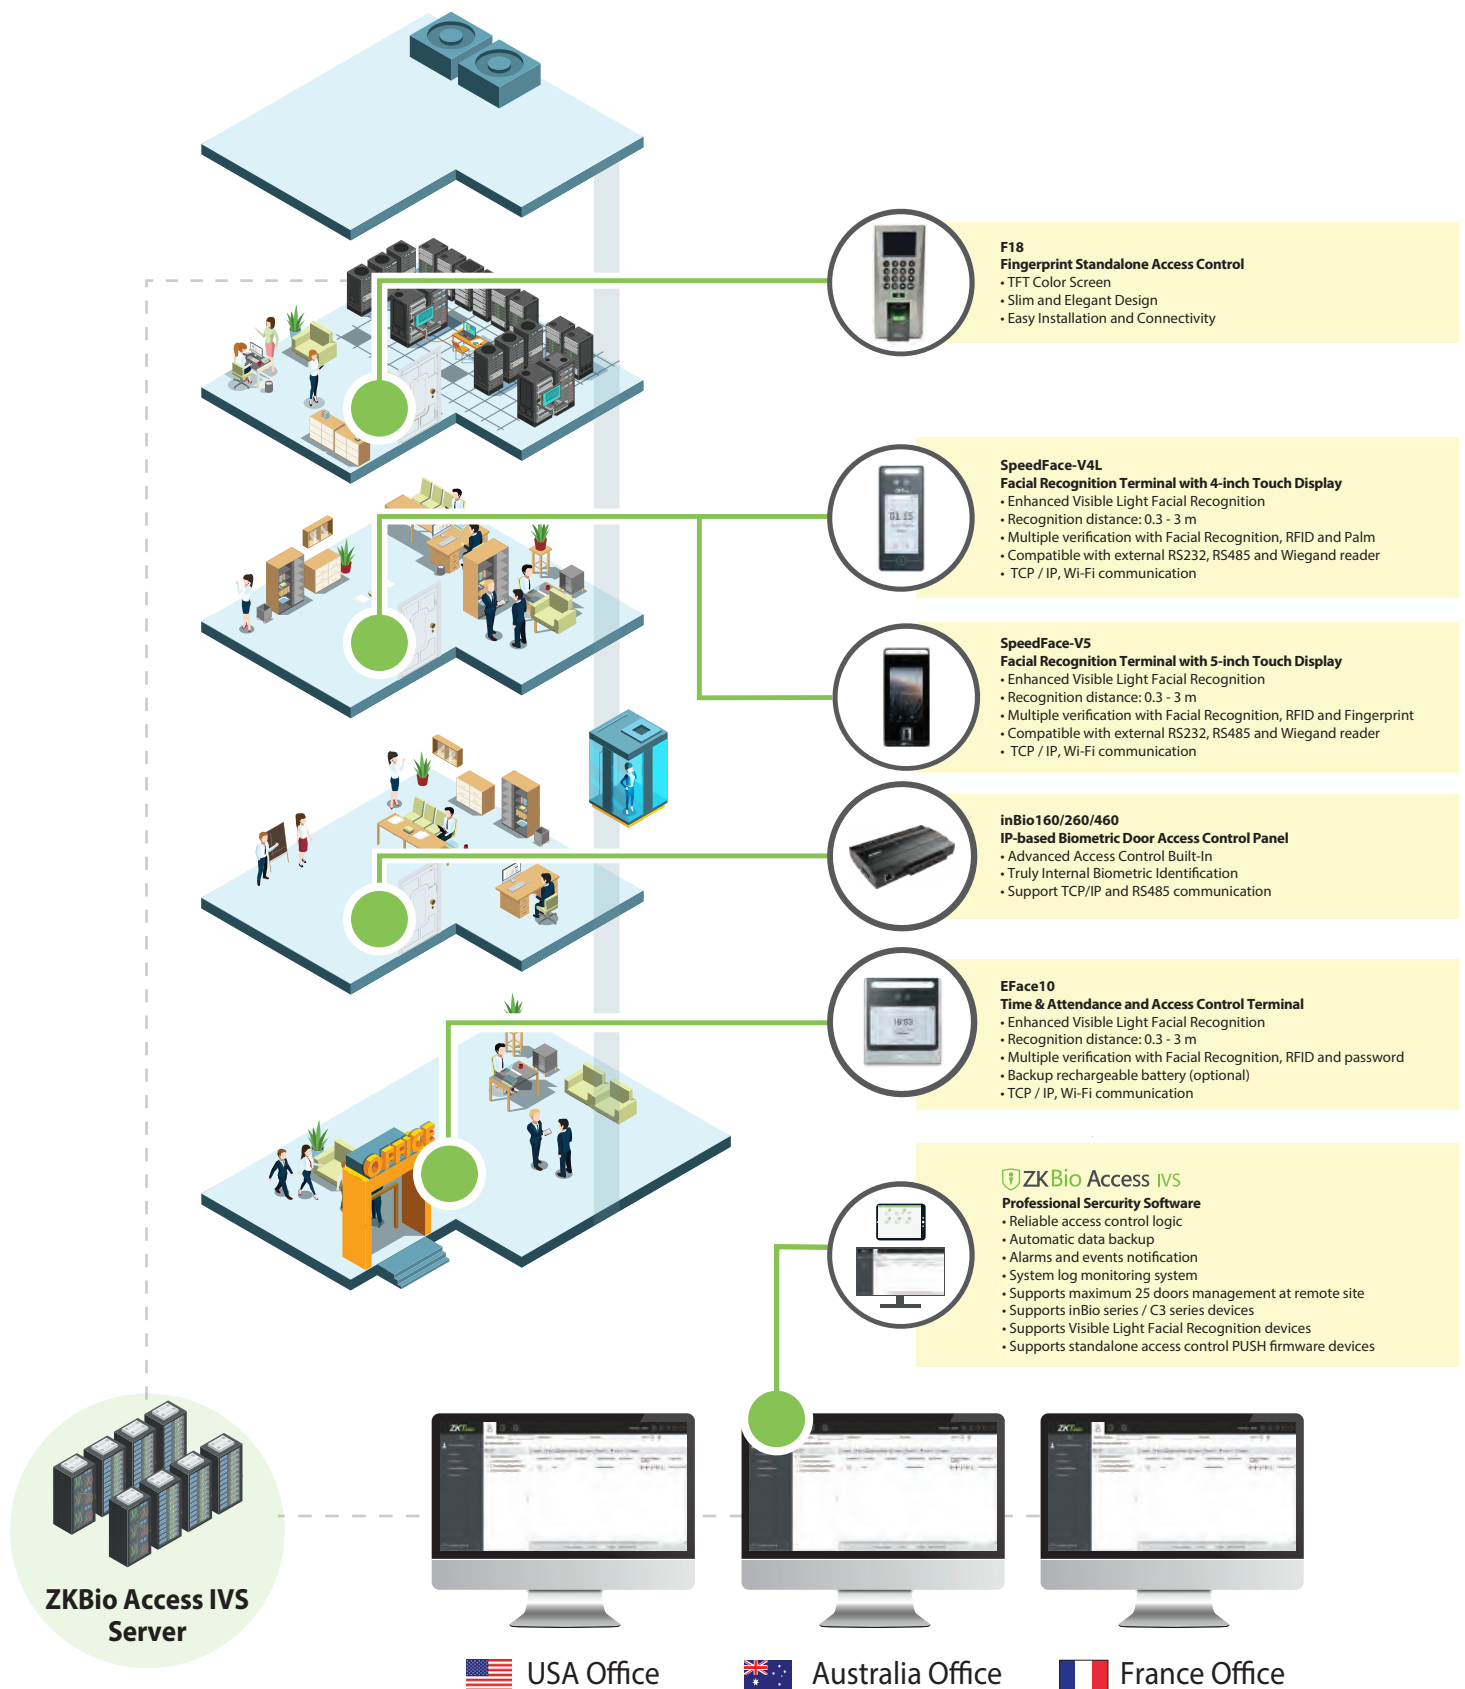 F18
Fingerprint Standalone Access Control
• TFT Color Screen
• Slim and Elegant Design
• Easy Installation and Connectivity
SpeedFace-V4L
Facial Recognition Terminal with 4-inch Touch Display
• Enhanced Visible Light Facial Recognition
• Recognition distance: 0.3 - 3 m
• Multiple verification with Facial Recognition, RFID and Palm
• Compatible with external RS232, RS485 and Wiegand reader
• TCP / IP, Wi-Fi communication
SpeedFace-V5
Facial Recognition Terminal with 5-inch Touch Display
• Enhanced Visible Light Facial Recognition
• Recognition distance: 0.3 - 3 m
• Multiple verification with Facial Recognition, RFID and Fingerprint
• Compatible with external RS232, RS485 and Wiegand reader
• TCP / IP, Wi-Fi communication
inBio160/260/460
IP-based Biometric Door Access Control Panel
• Advanced Access Control Built-In
• Truly Internal Biometric Identification
• Support TCP/IP and RS485 communication
EFace10
Time & Attendance and Access Control Terminal
• Enhanced Visible Light Facial Recognition
• Recognition distance: 0.3 - 3 m
• Multiple verification with Facial Recognition, RFID and password
• Backup rechargeable battery (optional)
• TCP / IP, Wi-Fi communication
OFFICE
ZKBio Access IVS
Professional Sercurity Software
• Reliable access control logic
• Automatic data backup
• Alarms and events notification
• System log monitoring system
• Supports maximum 25 doors management at remote site
• Supports inBio series / C3 series devices
• Supports Visible Light Facial Recognition devices
• Supports standalone access control PUSH firmware devices
ZKBio Access IVS
Server
USA Office
Australia Office
France Office